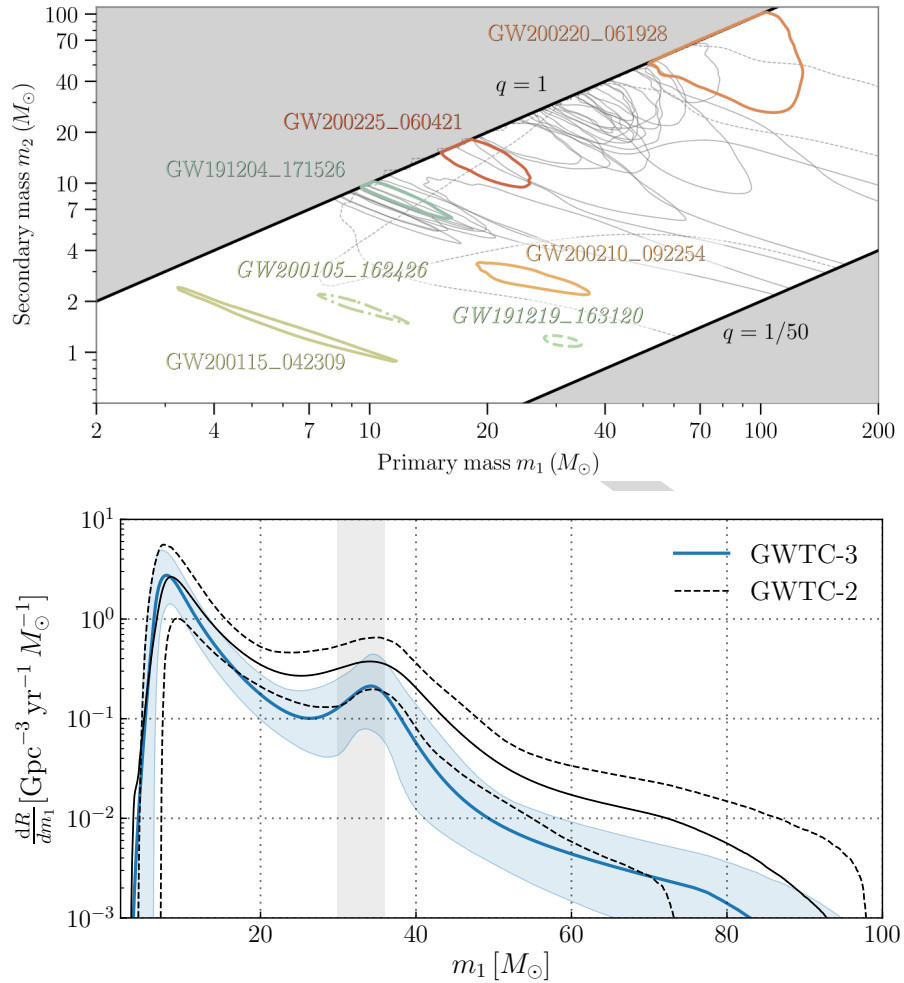 Secondary mass m₂ (M⊙)
100
70
40
20
10
7
4
2
1
GW200220_061928
q = 1
GW200225_060421
GW191204_171526
GW200105_162426
GW200210_092254
GW191219_163120
q = 1/50
GW200115_042309
2
4
7
10
20
40
70
100
200
Primary mass m₁ (M⊙)
dR/dm₁ [Gpc⁻³ yr⁻¹ M⊙⁻¹]
10¹
10⁰
10⁻¹
10⁻²
10⁻³
GWTC-3
GWTC-2
20
40
60
80
100
m₁ [M⊙]